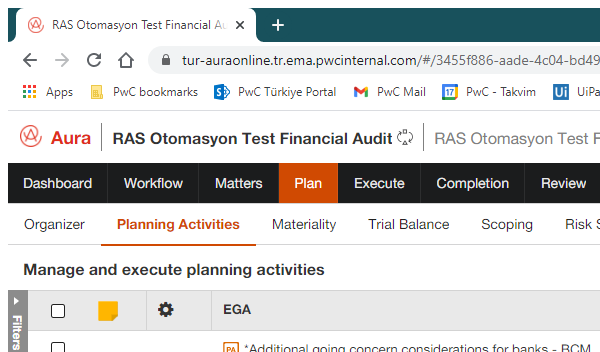 RAS Otomasyon Test Financial Au
tur-auraonline.tr.ema.pwcinternal.com/#/3455f886-aade-4c04-bd49
Apps PwC bookmarks PwC Türkiye Portal PwC Mail 17 PwC - Takvim Ui UiPa
Aura RAS Otomasyon Test Financial Audit RAS Otomasyon Test F
Dashboard Workflow Matters Plan Execute Completion Review
Organizer Planning Activities Materiality Trial Balance Scoping Risk S
Manage and execute planning activities
EGA
Filters
PA *Additional going concern considerations for banks - BCM